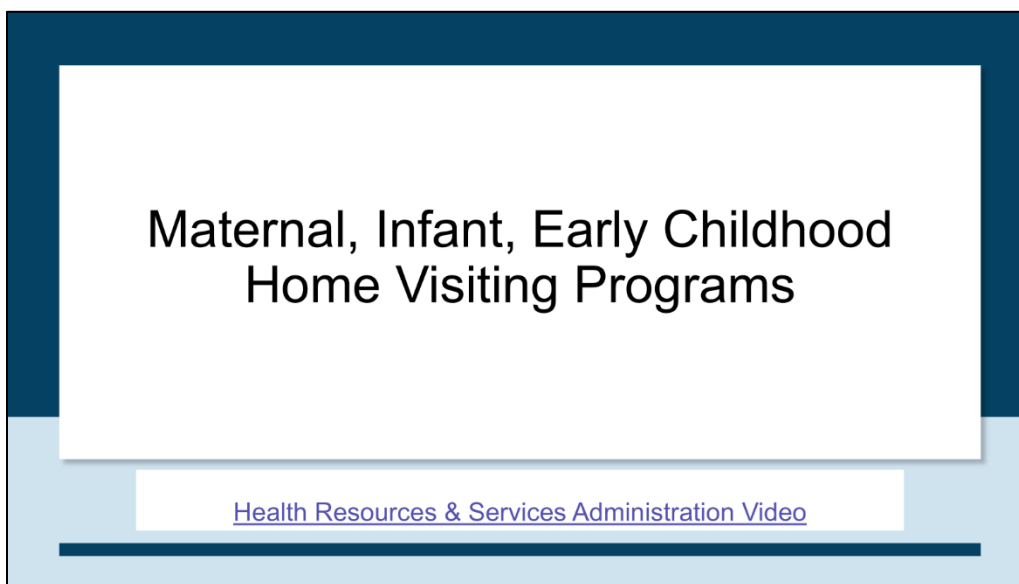 Maternal, Infant, Early Childhood
Home Visiting Programs
Health Resources & Services Administration Video